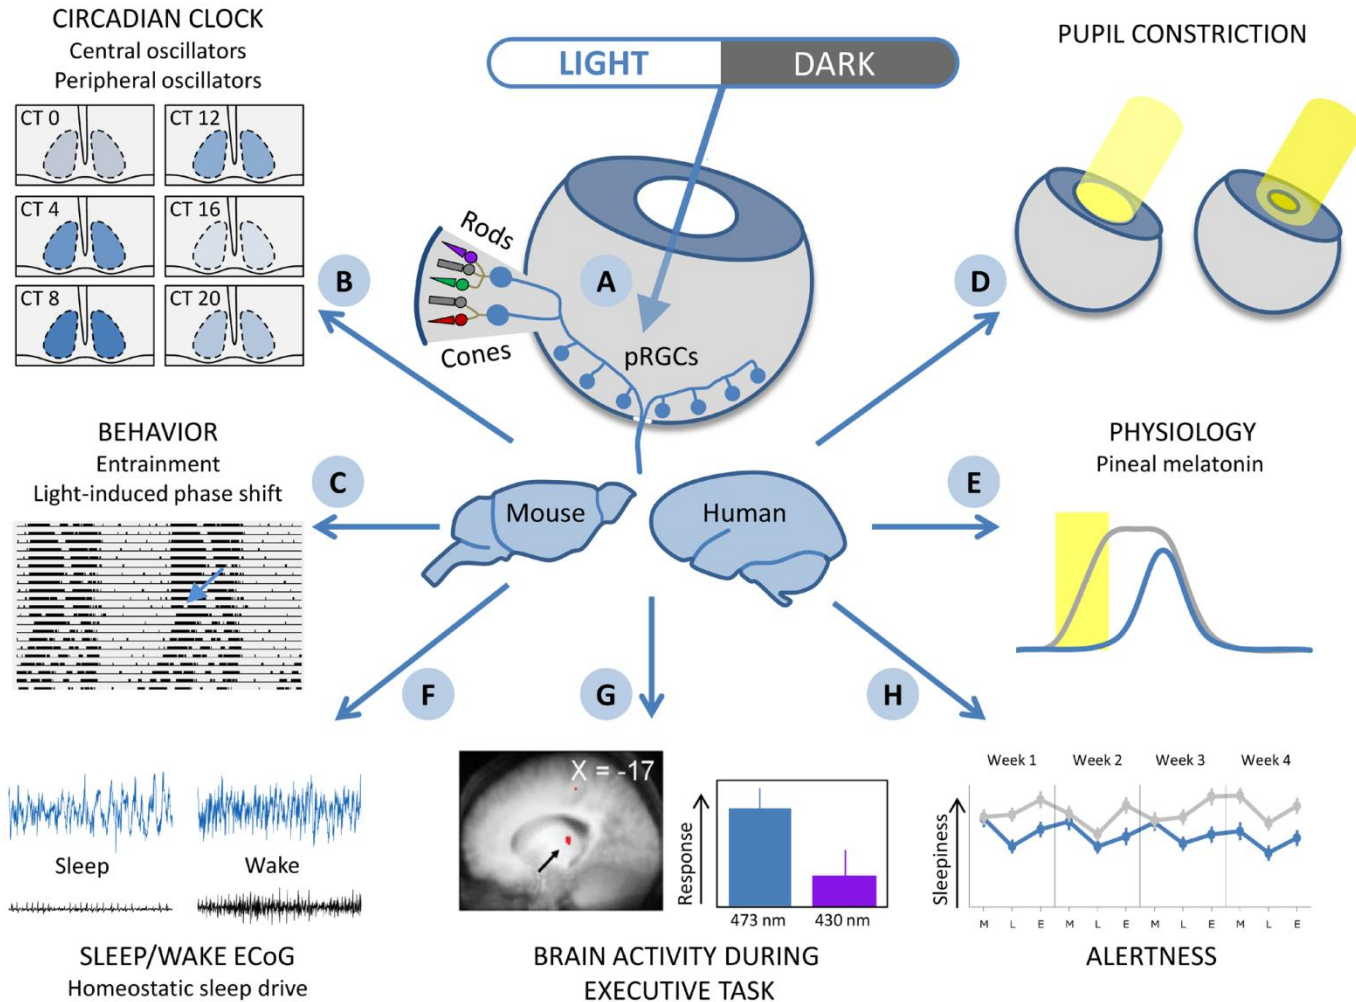 CIRCADIAN CLOCK
Central oscillators
Peripheral oscillators
CT 0
CT 12
CT 4
CT 16
CT 8
CT 20
LIGHT
DARK
PUPIL CONSTRICTION
Rods
Cones
A
pRGCs
B
D
BEHAVIOR
Entrainment
Light-induced phase shift
C
Mouse
Human
E
PHYSIOLOGY
Pineal melatonin
F
G
H
Sleep
Wake
SLEEP/WAKE ECoG
Homeostatic sleep drive
X = -17
Response
473 nm
430 nm
BRAIN ACTIVITY DURING
EXECUTIVE TASK
Week 1
Week 2
Week 3
Week 4
Sleepiness
M L E M L E M L E M L E
ALERTNESS